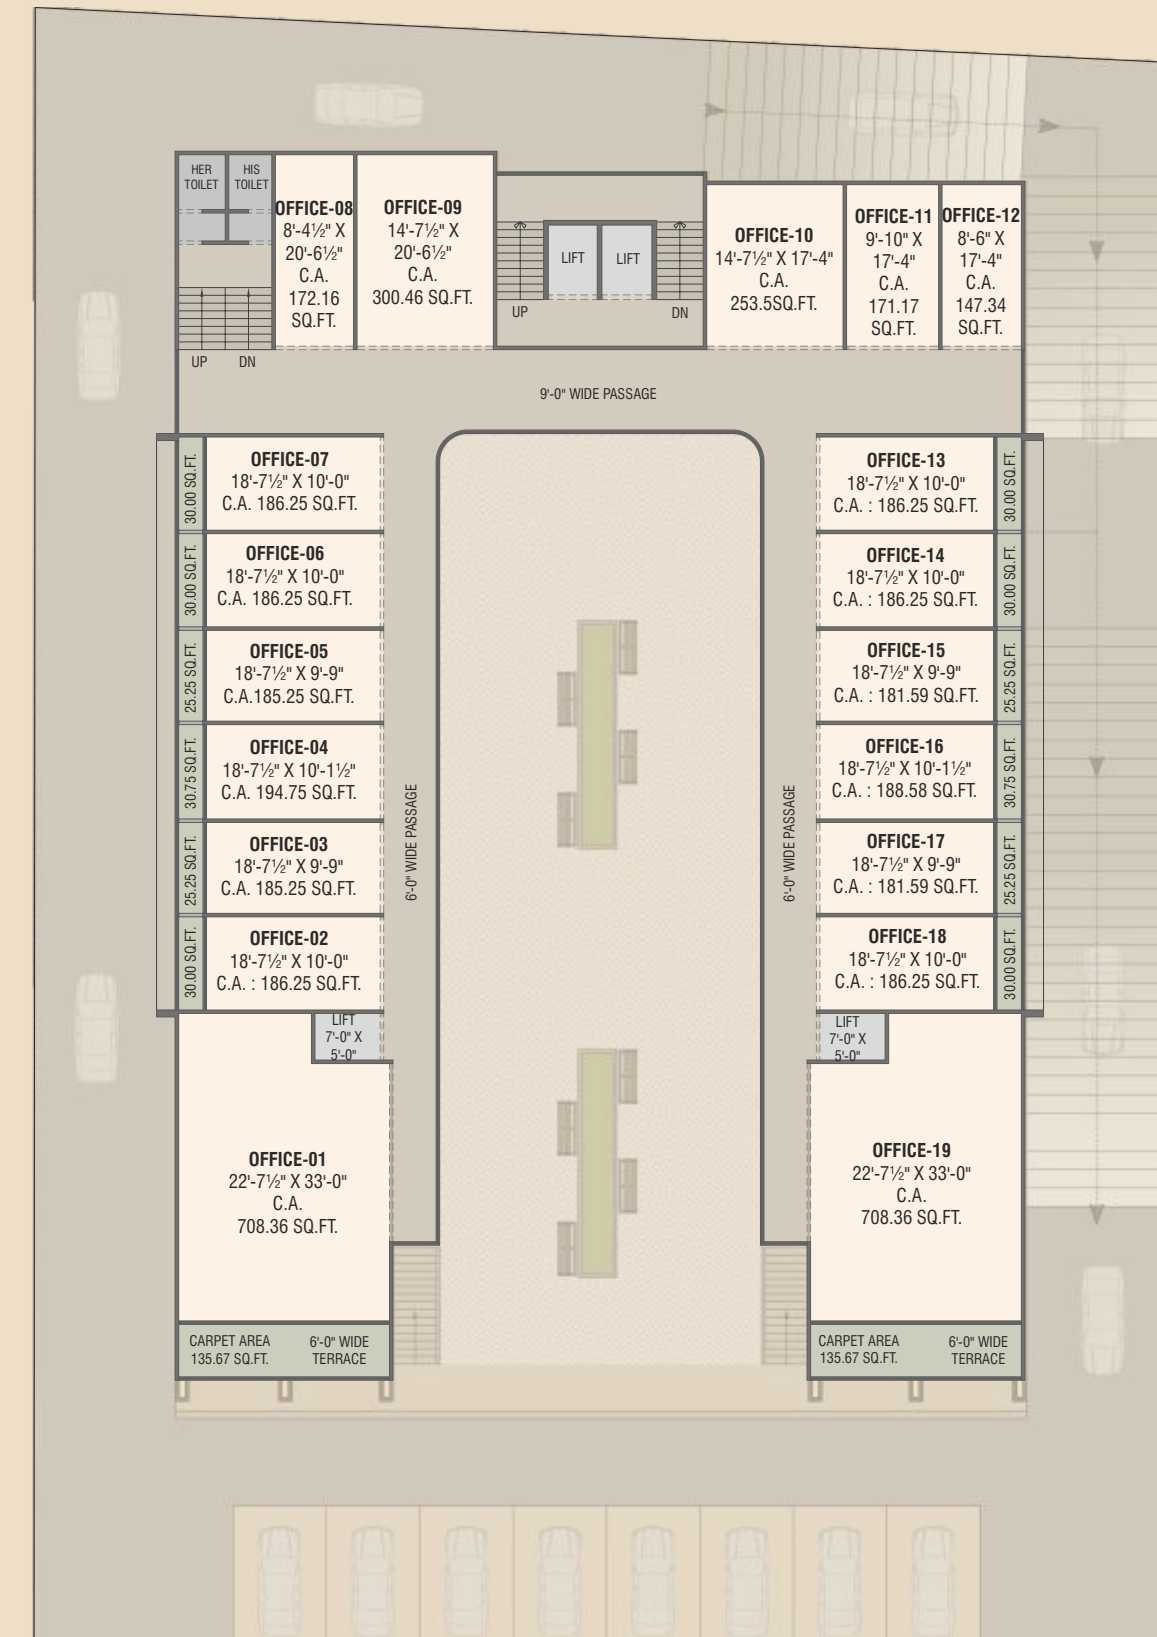 HER
TOILET
HIS
TOILET
OFFICE-08
8'-4½" X
20'-6½"
C.A.
172.16
SQ.FT.
OFFICE-09
14'-7½" X
20'-6½"
C.A.
300.46 SQ.FT.
UP
LIFT
LIFT
DN
OFFICE-10
14'-7½" X 17'-4"
C.A.
253.5SQ.FT.
OFFICE-11
9'-10" X
17'-4"
C.A.
171.17
SQ.FT.
OFFICE-12
8'-6" X
17'-4"
C.A.
147.34
SQ.FT.
UP
DN
9'-0" WIDE PASSAGE
30.00 SQ.FT.
OFFICE-07
18'-7½" X 10'-0"
C.A. 186.25 SQ.FT.
OFFICE-13
18'-7½" X 10'-0"
C.A. : 186.25 SQ.FT.
30.00 SQ.FT.
30.00 SQ.FT.
OFFICE-06
18'-7½" X 10'-0"
C.A. 186.25 SQ.FT.
OFFICE-14
18'-7½" X 10'-0"
C.A. : 186.25 SQ.FT.
30.00 SQ.FT.
25.25 SQ.FT.
OFFICE-05
18'-7½" X 9'-9"
C.A.185.25 SQ.FT.
OFFICE-15
18'-7½" X 9'-9"
C.A. : 181.59 SQ.FT.
25.25 SQ.FT.
30.75 SQ.FT.
OFFICE-04
18'-7½" X 10'-1½"
C.A. 194.75 SQ.FT.
OFFICE-16
18'-7½" X 10'-1½"
C.A. : 188.58 SQ.FT.
30.75 SQ.FT.
6'-0" WIDE PASSAGE
6'-0" WIDE PASSAGE
25.25 SQ.FT.
OFFICE-03
18'-7½" X 9'-9"
C.A. 185.25 SQ.FT.
OFFICE-17
18'-7½" X 9'-9"
C.A. : 181.59 SQ.FT.
25.25 SQ.FT.
30.00 SQ.FT.
OFFICE-02
18'-7½" X 10'-0"
C.A. : 186.25 SQ.FT.
OFFICE-18
18'-7½" X 10'-0"
C.A. : 186.25 SQ.FT.
30.00 SQ.FT.
LIFT
7'-0" X
5'-0"
LIFT
7'-0" X
5'-0"
OFFICE-01
22'-7½" X 33'-0"
C.A.
708.36 SQ.FT.
OFFICE-19
22'-7½" X 33'-0"
C.A.
708.36 SQ.FT.
CARPET AREA
135.67 SQ.FT.
6'-0" WIDE
TERRACE
CARPET AREA
135.67 SQ.FT.
6'-0" WIDE
TERRACE